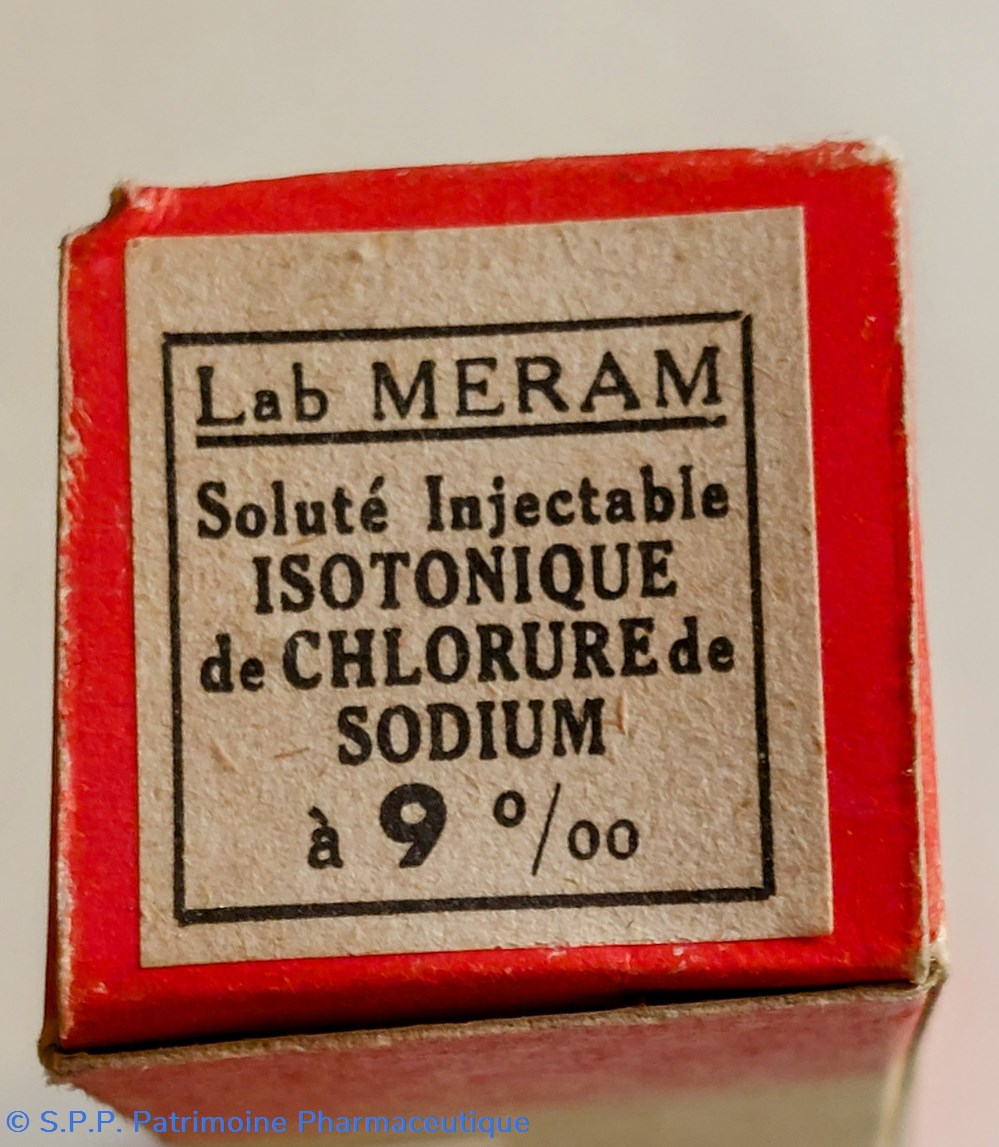 Lab MERAM
Soluté Injectable
ISOTONIQUE
de CHLORURE de
SODIUM
à 9 º/oo
© S.P.P. Patrimoine Pharmaceutique